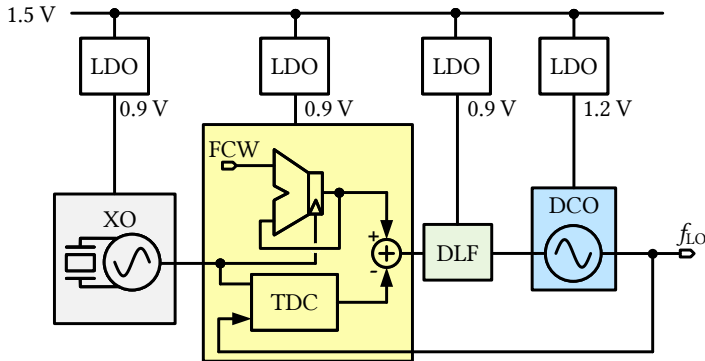 1.5 V
LDO LDO LDO LDO
0.9 V 0.9 V 0.9 V 1.2 V
FCW
XO
DCO
+
DLF
f_LO
-
TDC